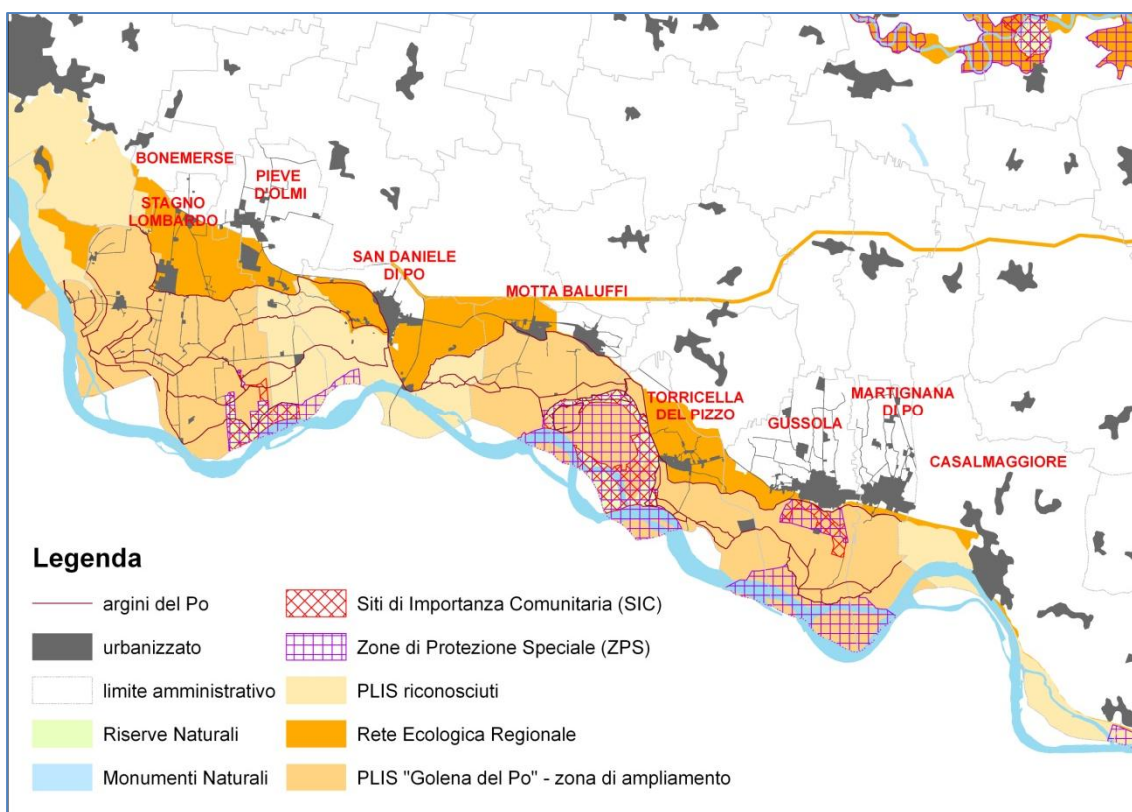 BONEMERSE
PIEVE
D'OLMI
STAGNO
LOMBARDO
SAN DANIELE
DI PO
MOTTA BALUFFI
TORRICELLA
DEL PIZZO
GUSSOLA
MARTIGNANA
DI PO
CASALMAGGIORE
Legenda
argini del Po
urbanizzato
limite amministrativo
Riserve Naturali
Monumenti Naturali
Siti di Importanza Comunitaria (SIC)
Zone di Protezione Speciale (ZPS)
PLIS riconosciuti
Rete Ecologica Regionale
PLIS "Golena del Po" - zona di ampliamento